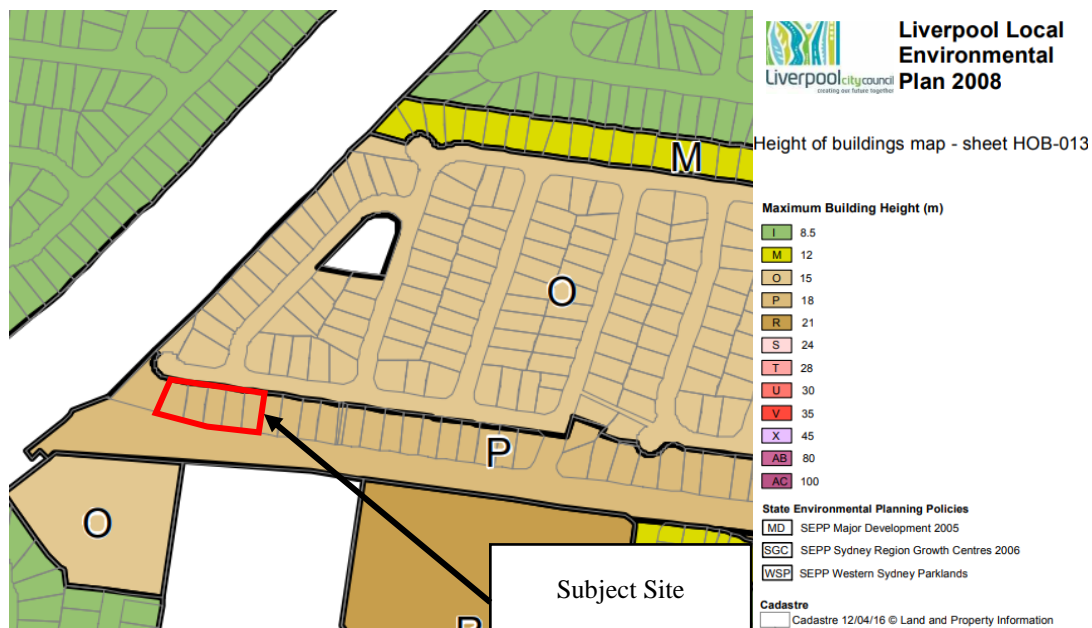 M
O
P
O
R
Subject Site
Liverpool city council
creating our future together
Liverpool Local
Environmental
Plan 2008
Height of buildings map - sheet HOB-013
Maximum Building Height (m)
I 8.5
M 12
O 15
P 18
R 21
S 24
T 28
U 30
V 35
X 45
AB 80
AC 100
State Environmental Planning Policies
MD SEPP Major Development 2005
SGC SEPP Sydney Region Growth Centres 2006
WSP SEPP Western Sydney Parklands
Cadastre
Cadastre 12/04/16 © Land and Property Information